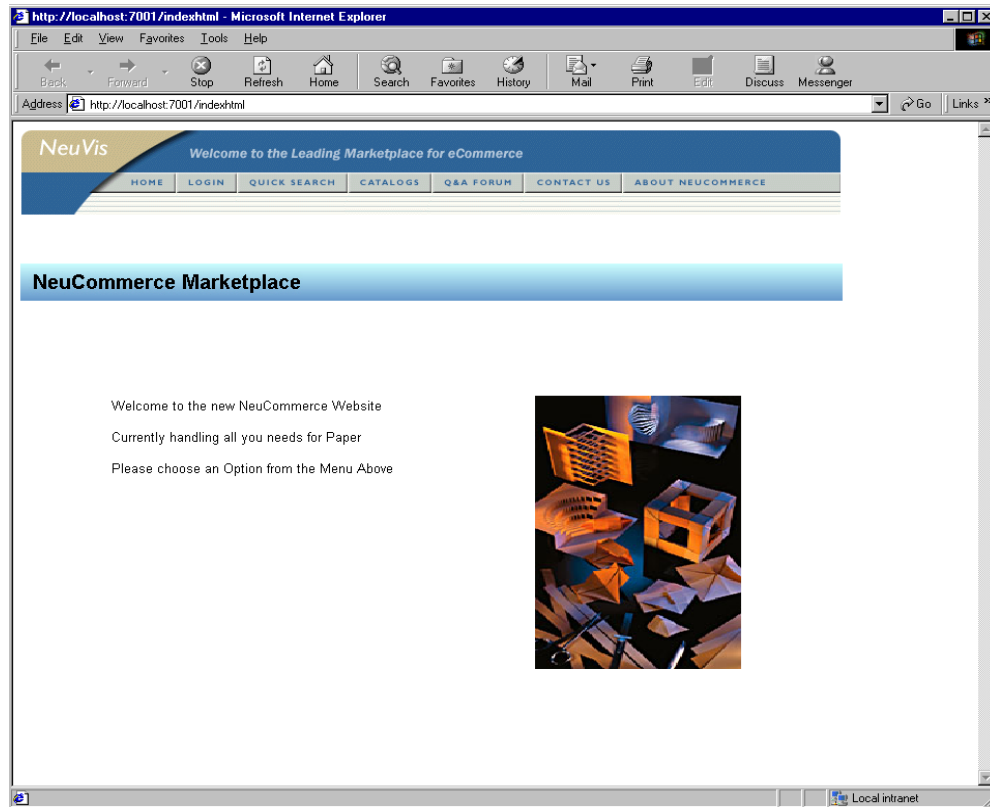 http://localhost:7001/indexhtml - Microsoft Internet Explorer
File Edit View Favorites Tools Help
Back Forward Stop Refresh Home Search Favorites History Mail Print Edit Discuss Messenger
Address http://localhost:7001/indexhtml Go Links »
NeuVis
Welcome to the Leading Marketplace for eCommerce
HOME LOGIN QUICK SEARCH CATALOGS Q&A FORUM CONTACT US ABOUT NEUCOMMERCE
NeuCommerce Marketplace
Welcome to the new NeuCommerce Website
Currently handling all you needs for Paper
Please choose an Option from the Menu Above
Local intranet